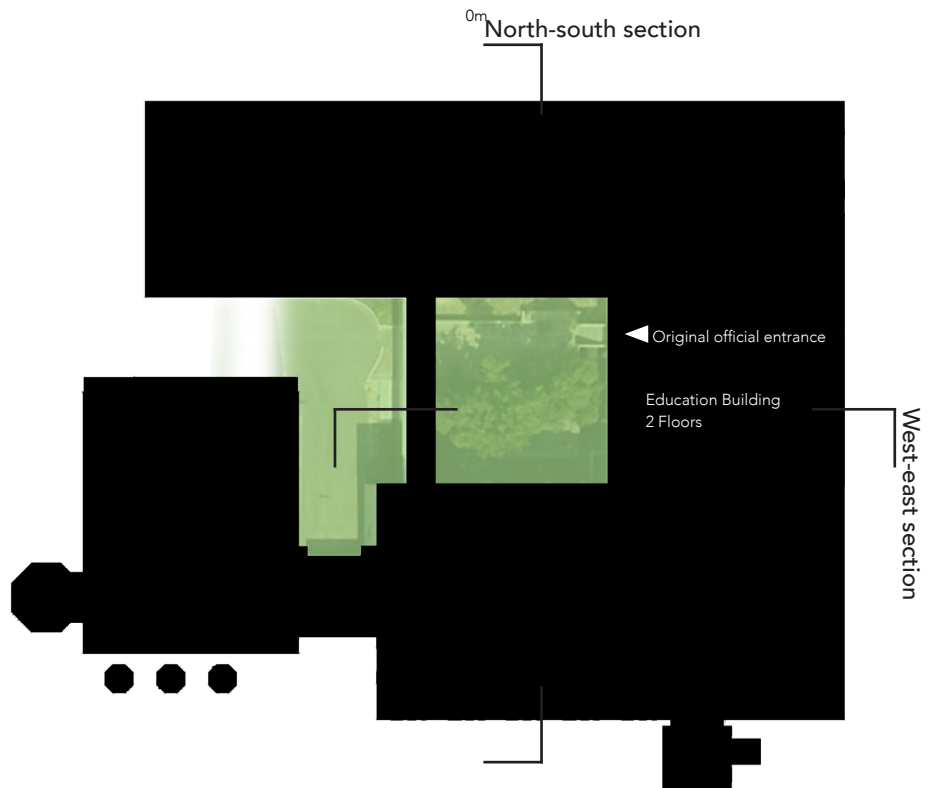 0m
North-south section
Original official entrance
Education Building
2 Floors
West-east section